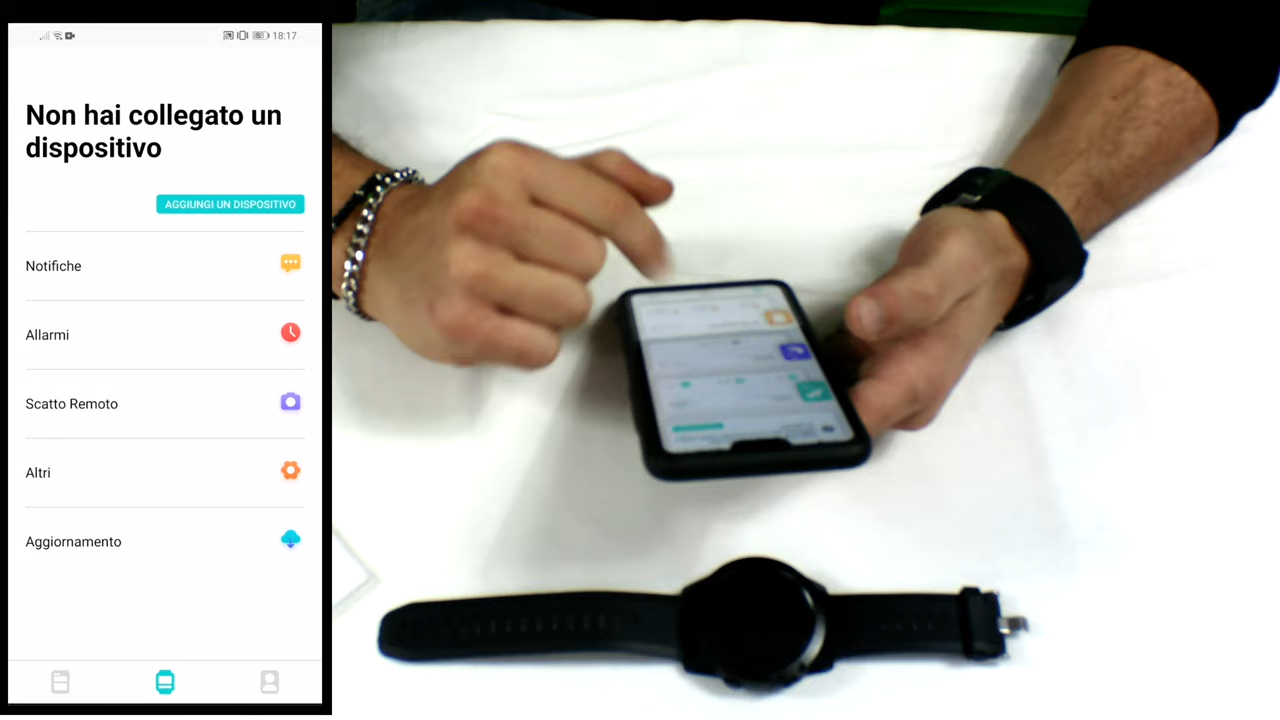 18:17
Non hai collegato un
dispositivo
AGGIUNGI UN DISPOSITIVO
Notifiche
Allarmi
Scatto Remoto
Altri
Aggiornamento